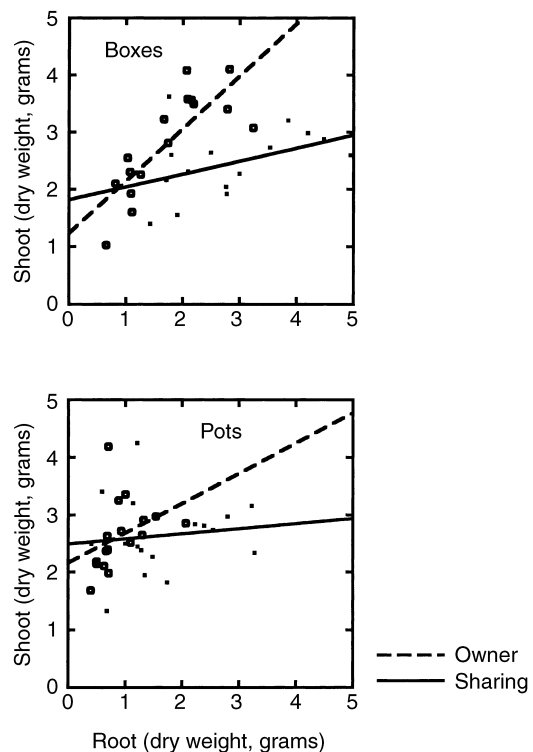 5
Boxes
4
3
2
1
0
0 1 2 3 4 5
Shoot (dry weight, grams)
5
Pots
4
3
2
1
0
0 1 2 3 4 5
Shoot (dry weight, grams)
Root (dry weight, grams)
Owner
Sharing